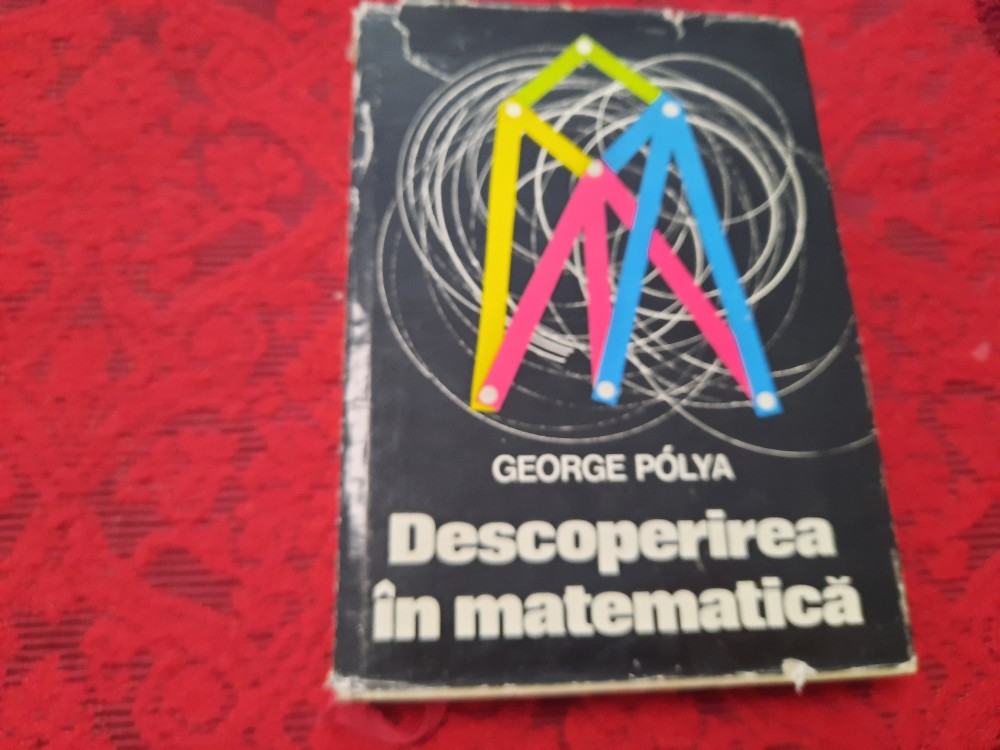 GEORGE PÓLYA
Descoperirea
în matematică